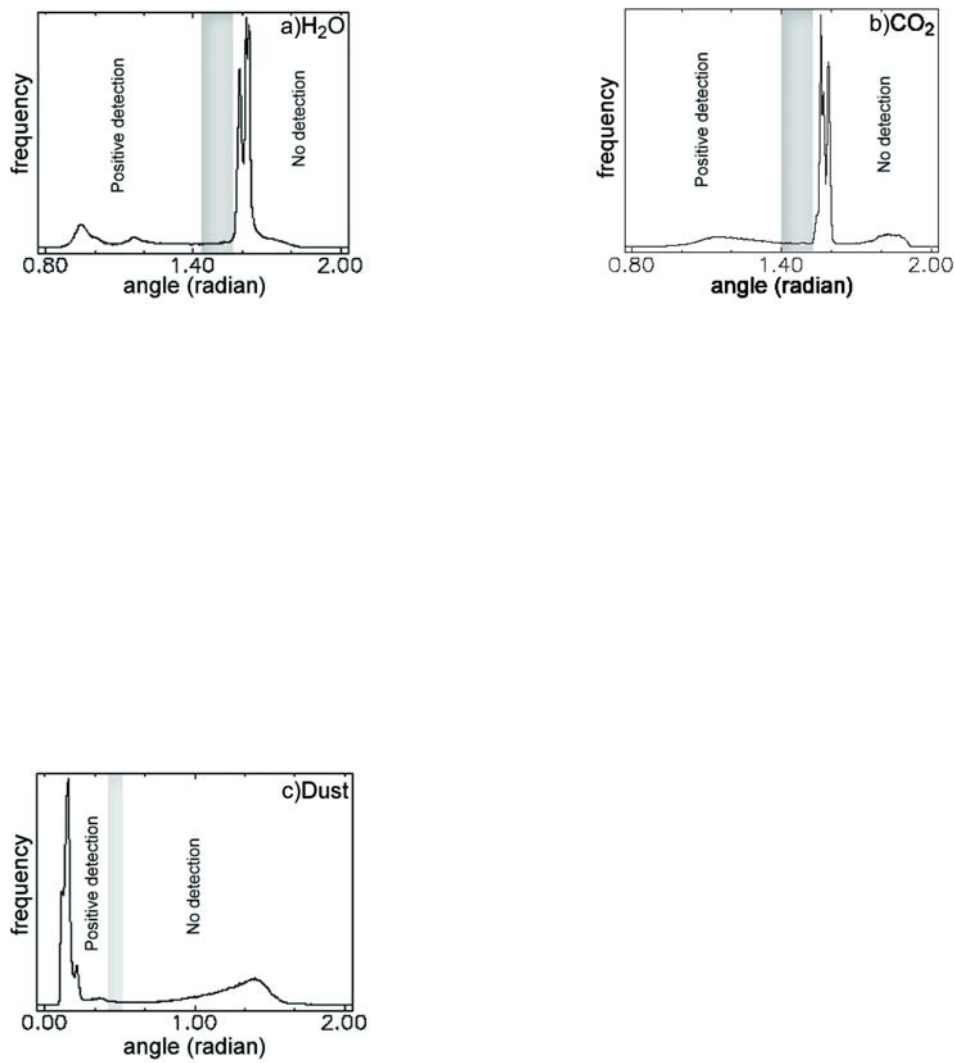 a)H₂O
frequency
Positive detection
No detection
0.80 1.40 2.00
angle (radian)
b)CO₂
frequency
Positive detection
No detection
0.80 1.40 2.00
angle (radian)
c)Dust
frequency
Positive detection
No detection
0.00 1.00 2.00
angle (radian)